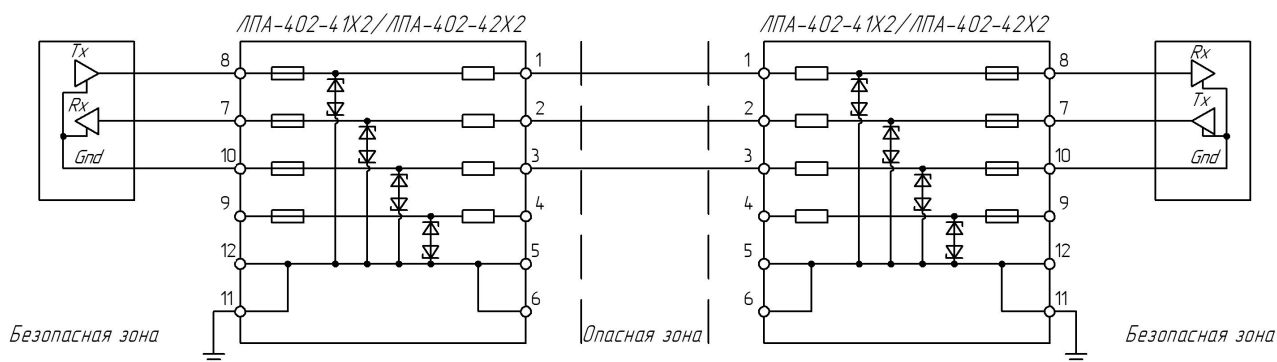 ЛПА-402-41Х2/ЛПА-402-42Х2 ЛПА-402-41Х2/ЛПА-402-42Х2
Tx 8 1 1 8 Rx
Rx 7 2 2 7 Tx
Gnd 10 3 3 10 Gnd
9 4 4 9
12 5 5 12
11 6 6 11
Безопасная зона Опасная зона Безопасная зона